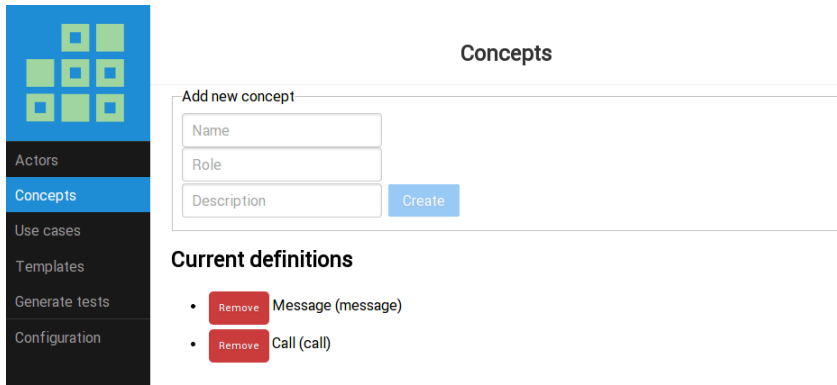 Concepts
Actors
Concepts
Use cases
Templates
Generate tests
Configuration
Add new concept
Name
Role
Description Create
Current definitions
Remove Message (message)
Remove Call (call)